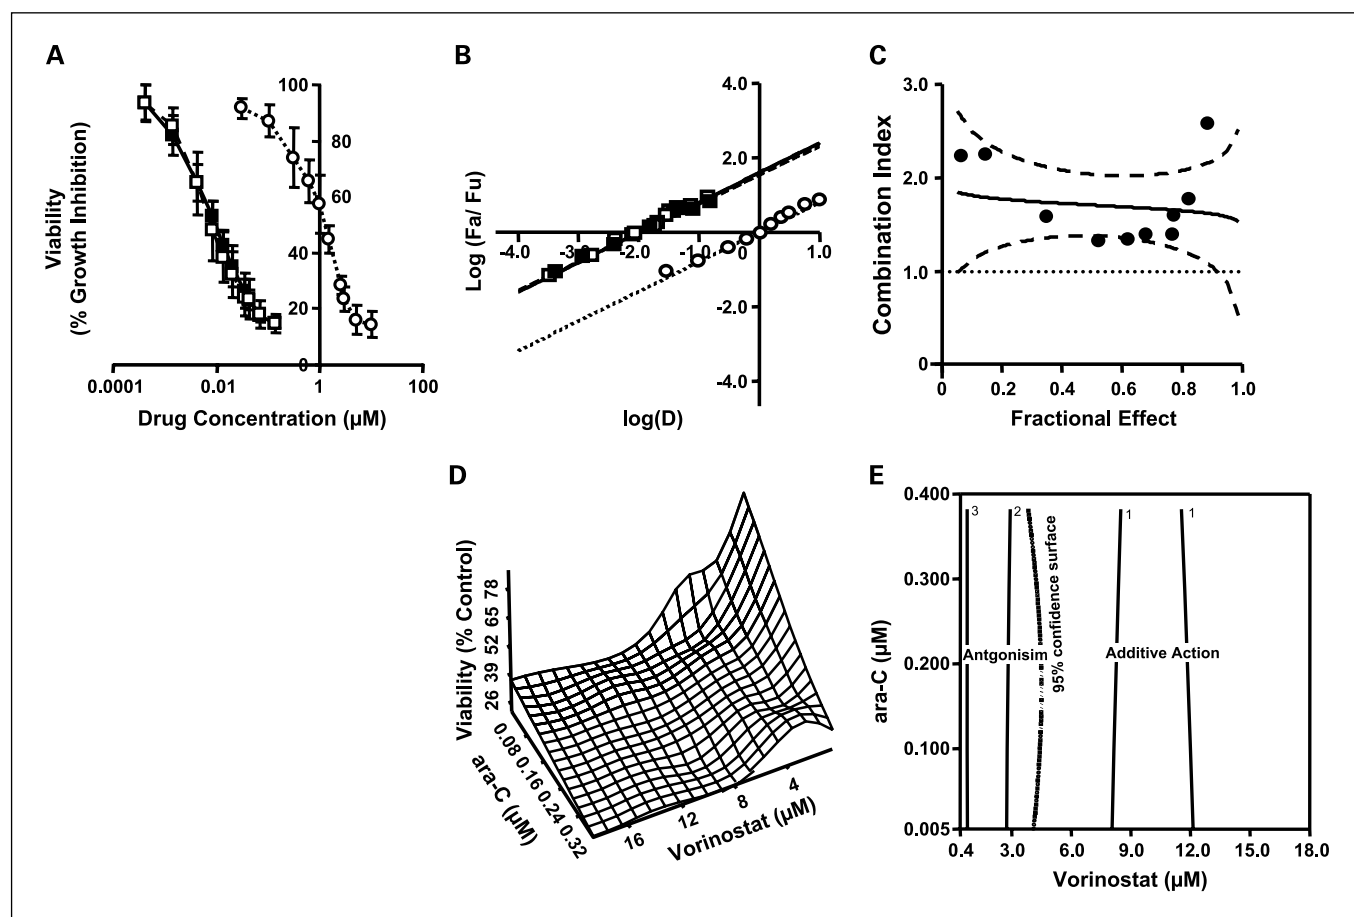 A
Viability
(% Growth Inhibition)
100
80
60
40
20
0
0.0001
0.01
1
100
Drug Concentration (µM)
B
Log (Fa/ Fu)
4.0
2.0
-4.0
-3.0
-2.0
-1.0
0
1.0
-2.0
-4.0
log(D)
C
Combination Index
3.0
2.0
1.0
0
0
0.2
0.4
0.6
0.8
1.0
Fractional Effect
D
Viability (% Control)
78
65
52
39
26
0.08 0.16 0.24 0.32
ara-C (µM)
16
12
8
4
Vorinostat (µM)
E
ara-C (µM)
0.400
0.300
0.200
0.100
0.005
3
2
1
1
95% confidence surface
Antgonisim
Additive Action
0.4
3.0
6.0
9.0
12.0
15.0
18.0
Vorinostat (µM)